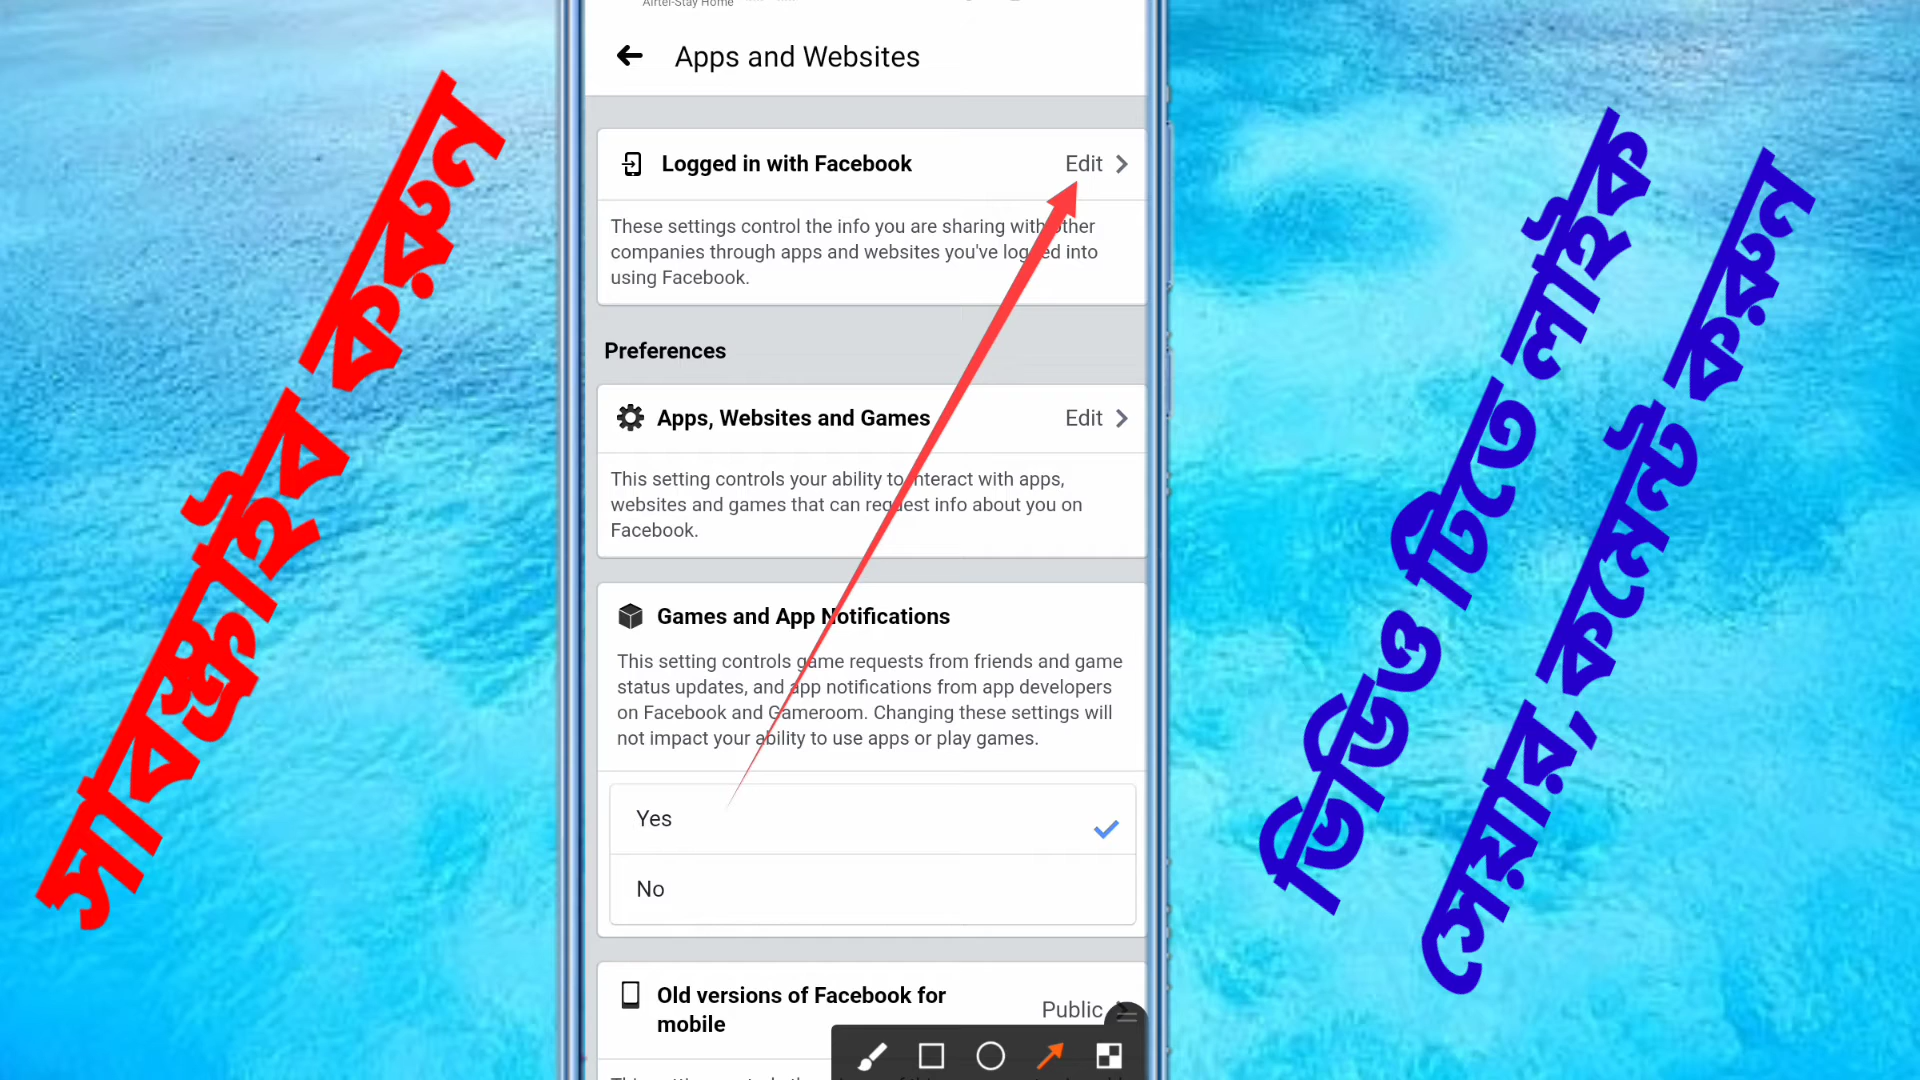 Airtel-Stay Home
Apps and Websites
Logged in with Facebook
Edit
These settings control the info you are sharing with other
companies through apps and websites you've logged into
using Facebook.
Preferences
Apps, Websites and Games
Edit
This setting controls your ability to interact with apps,
websites and games that can request info about you on
Facebook.
Games and App Notifications
This setting controls game requests from friends and game
status updates, and app notifications from app developers
on Facebook and Gameroom. Changing these settings will
not impact your ability to use apps or play games.
Yes
No
Old versions of Facebook for
mobile
Public
সাবস্ক্রাইব করুন
ভিডিও টিতে লাইক
সেয়ার, কমেন্ট করুন